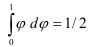 ∫₀¹ φ dφ = 1/2